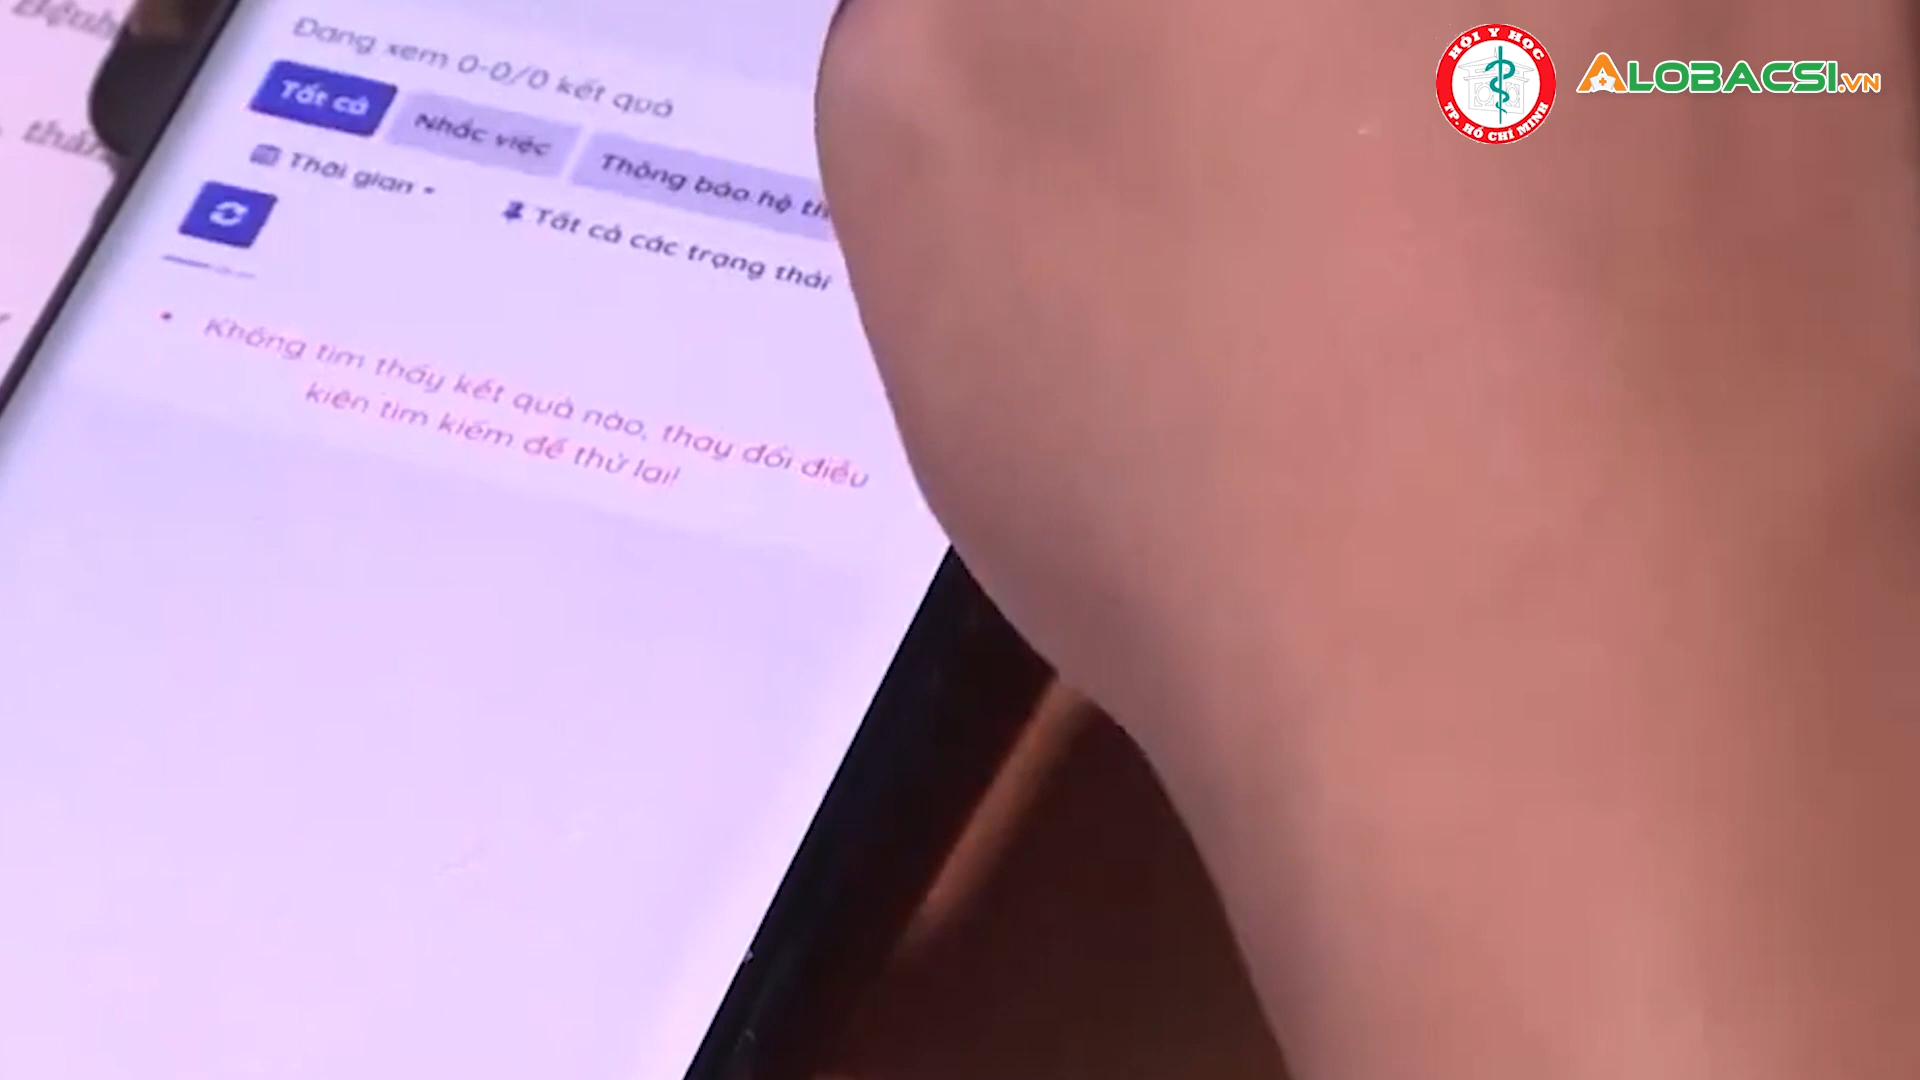 Đang xem 0-0/0 kết quả
Tất cả
Nhắc việc
Thông báo hệ th
Thời gian
Tất cả các trạng thái
Không tìm thấy kết quả nào, thay đổi điều
kiện tìm kiếm để thử lại!
HỘI Y HỌC
TP. HỒ CHÍ MINH
ALOBACSI.VN